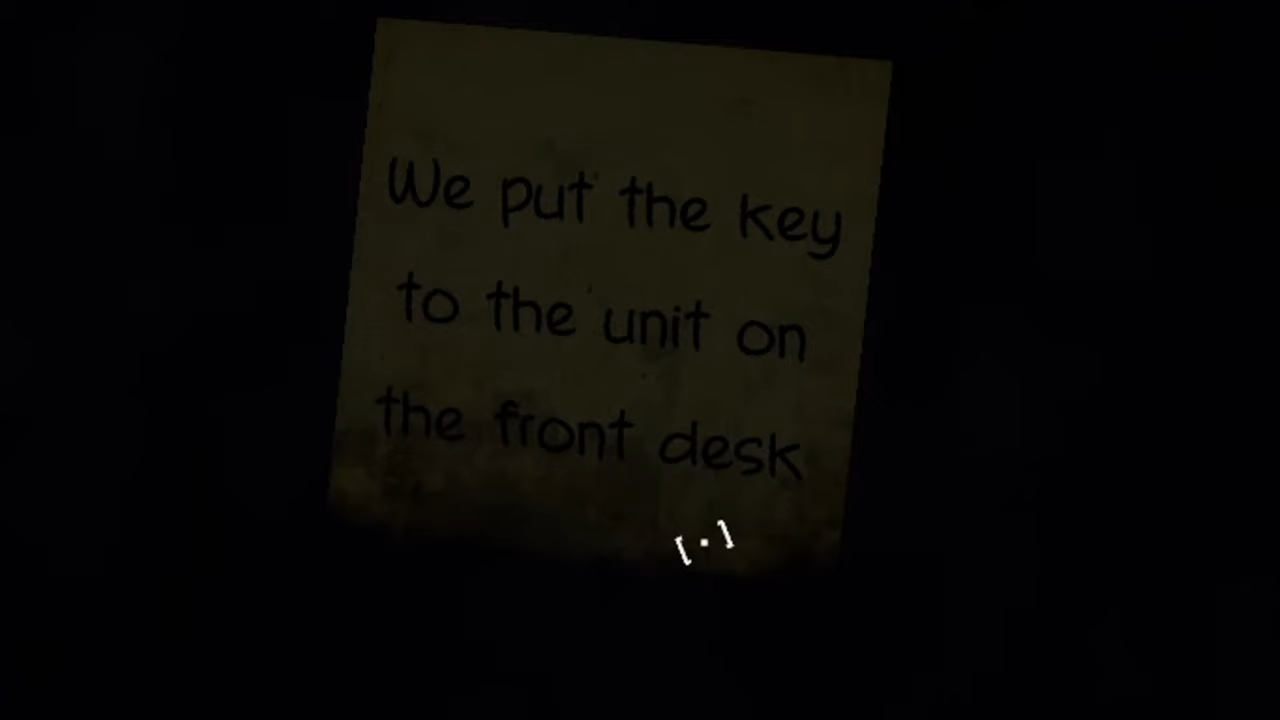 We put the key
to the unit on
the front desk
[·]